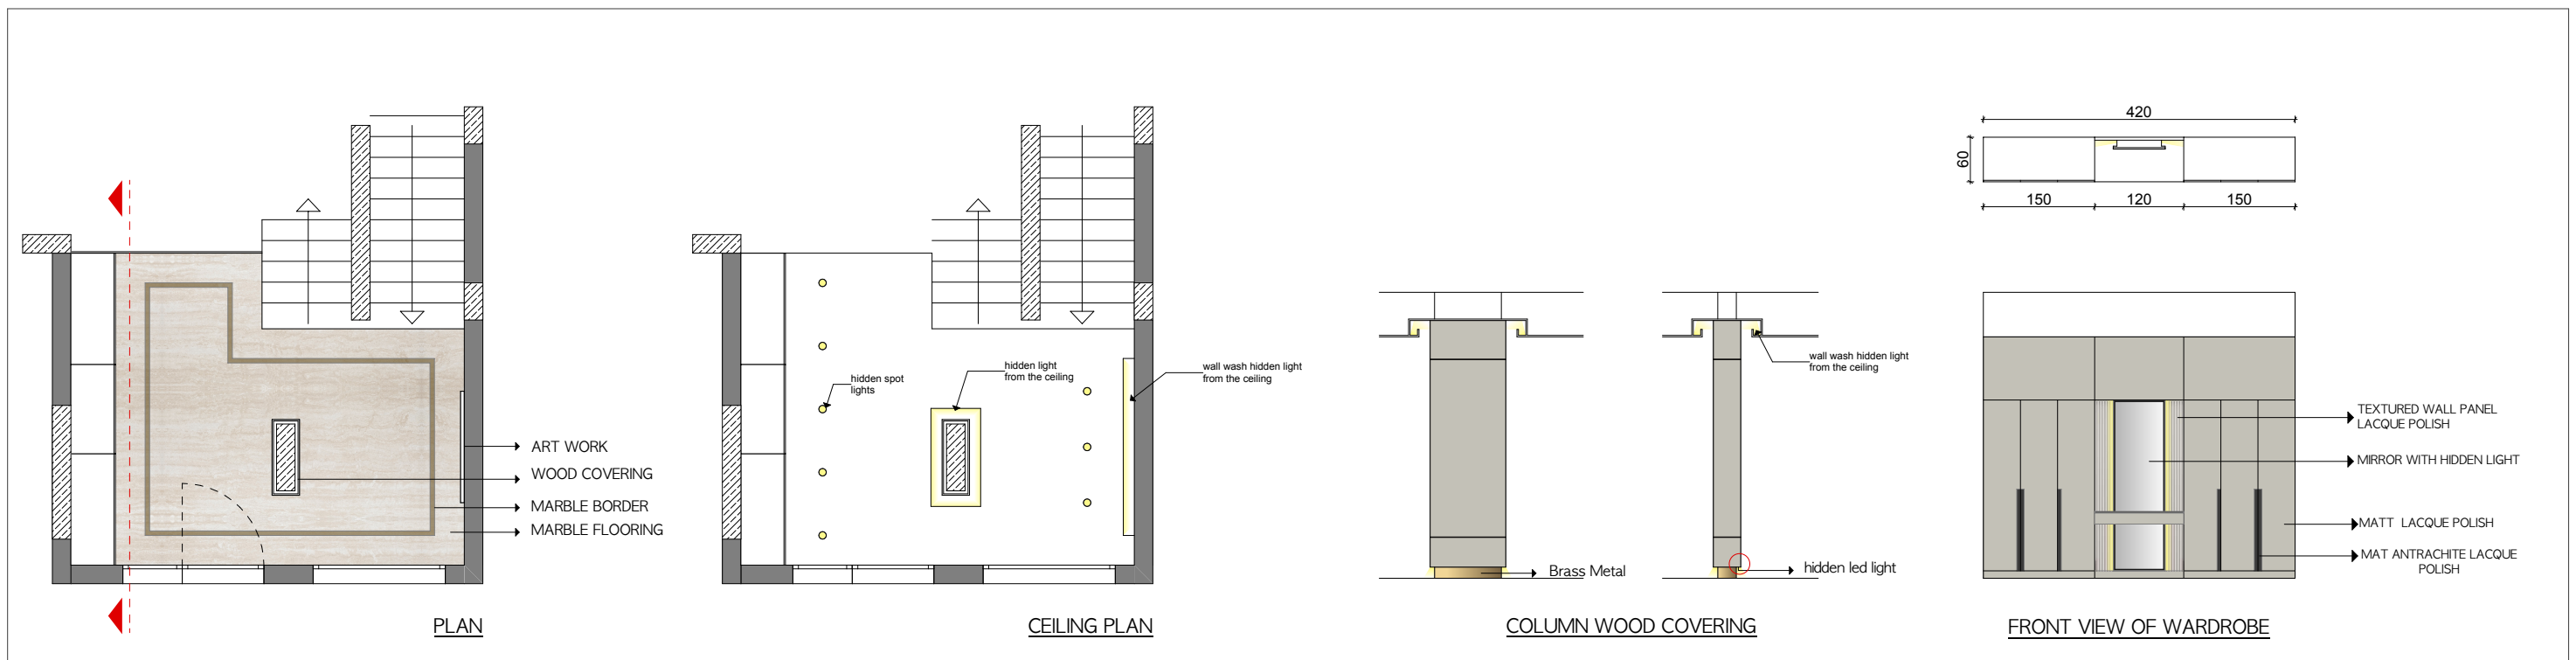 ART WORK
WOOD COVERING
MARBLE BORDER
MARBLE FLOORING
PLAN
hidden spot
lights
hidden light
from the ceiling
wall wash hidden light
from the ceiling
CEILING PLAN
wall wash hidden light
from the ceiling
Brass Metal
hidden led light
COLUMN WOOD COVERING
420
60
150
120
150
TEXTURED WALL PANEL
LACQUE POLISH
MIRROR WITH HIDDEN LIGHT
MATT LACQUE POLISH
MAT ANTRACHITE LACQUE
POLISH
FRONT VIEW OF WARDROBE